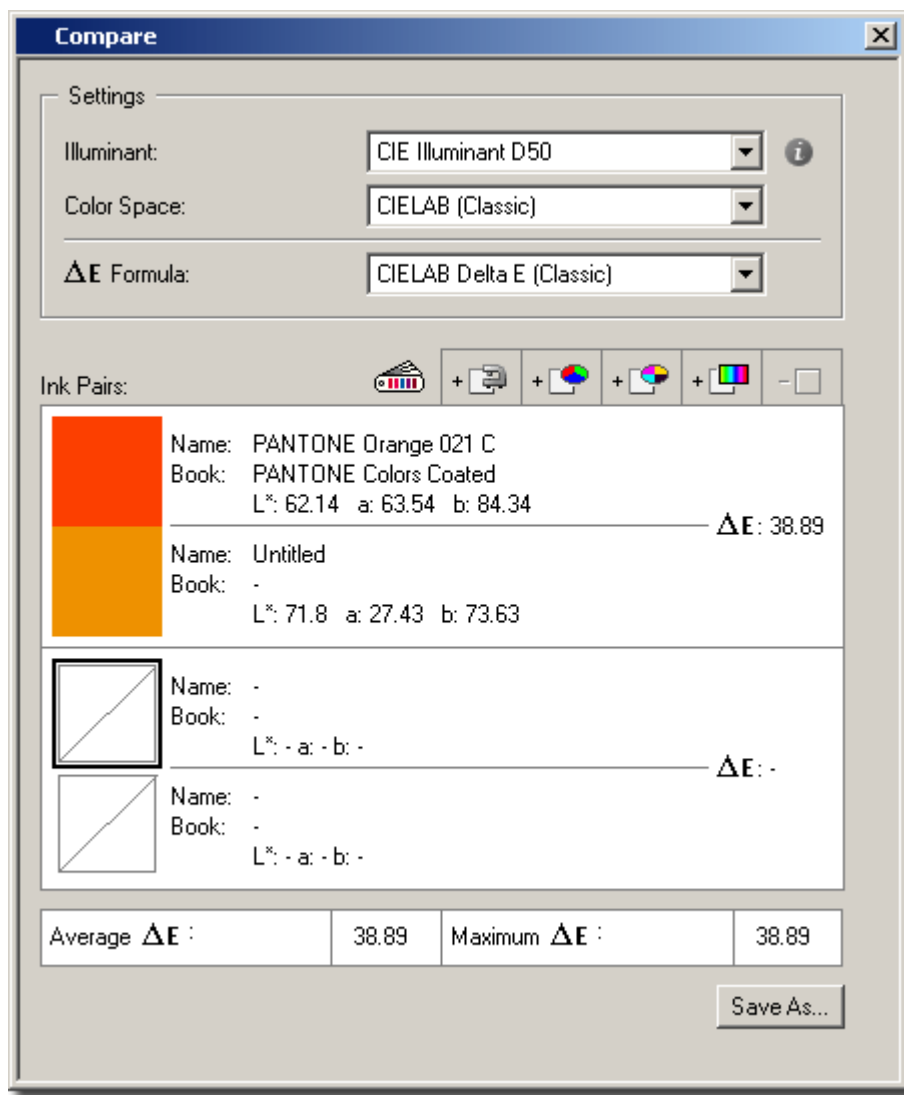 Compare
Settings
Illuminant: CIE Illuminant D50
Color Space: CIELAB (Classic)
ΔE Formula: CIELAB Delta E (Classic)
Ink Pairs:
Name: PANTONE Orange 021 C
Book: PANTONE Colors Coated
L*: 62.14 a: 63.54 b: 84.34
ΔE: 38.89
Name: Untitled
Book: -
L*: 71.8 a: 27.43 b: 73.63
Name: -
Book: -
L*: - a: - b: -
ΔE: -
Name: -
Book: -
L*: - a: - b: -
Average ΔE : 38.89 Maximum ΔE : 38.89
Save As...